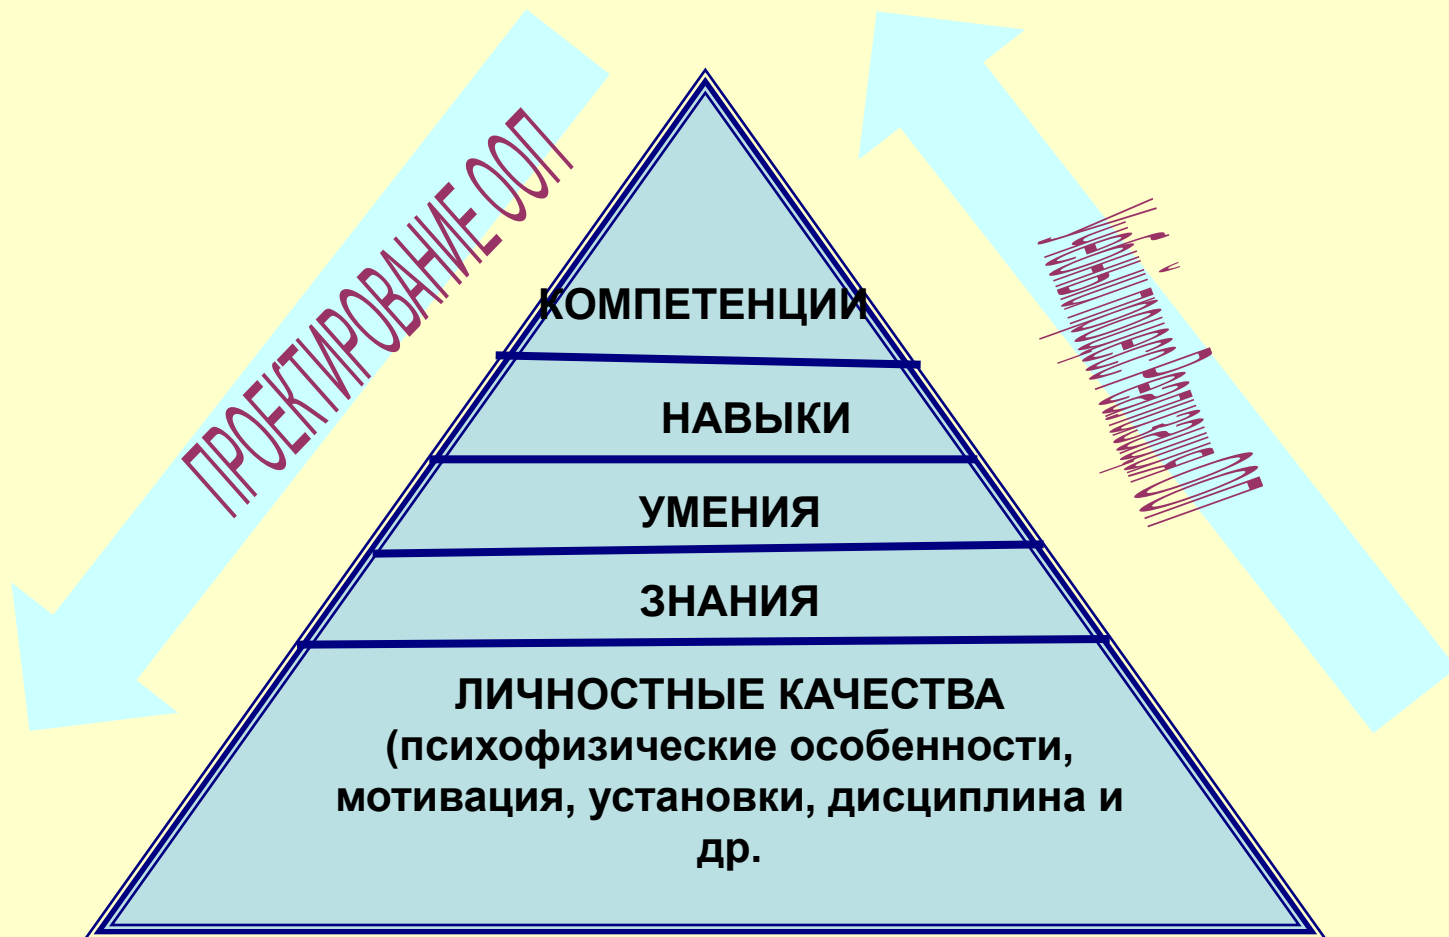 ПРОЕКТИРОВАНИЕ ООП
КОМПЕТЕНЦИИ
НАВЫКИ
УМЕНИЯ
ЗНАНИЯ
ЛИЧНОСТНЫЕ КАЧЕСТВА
(психофизические особенности,
мотивация, установки, дисциплина и
др.